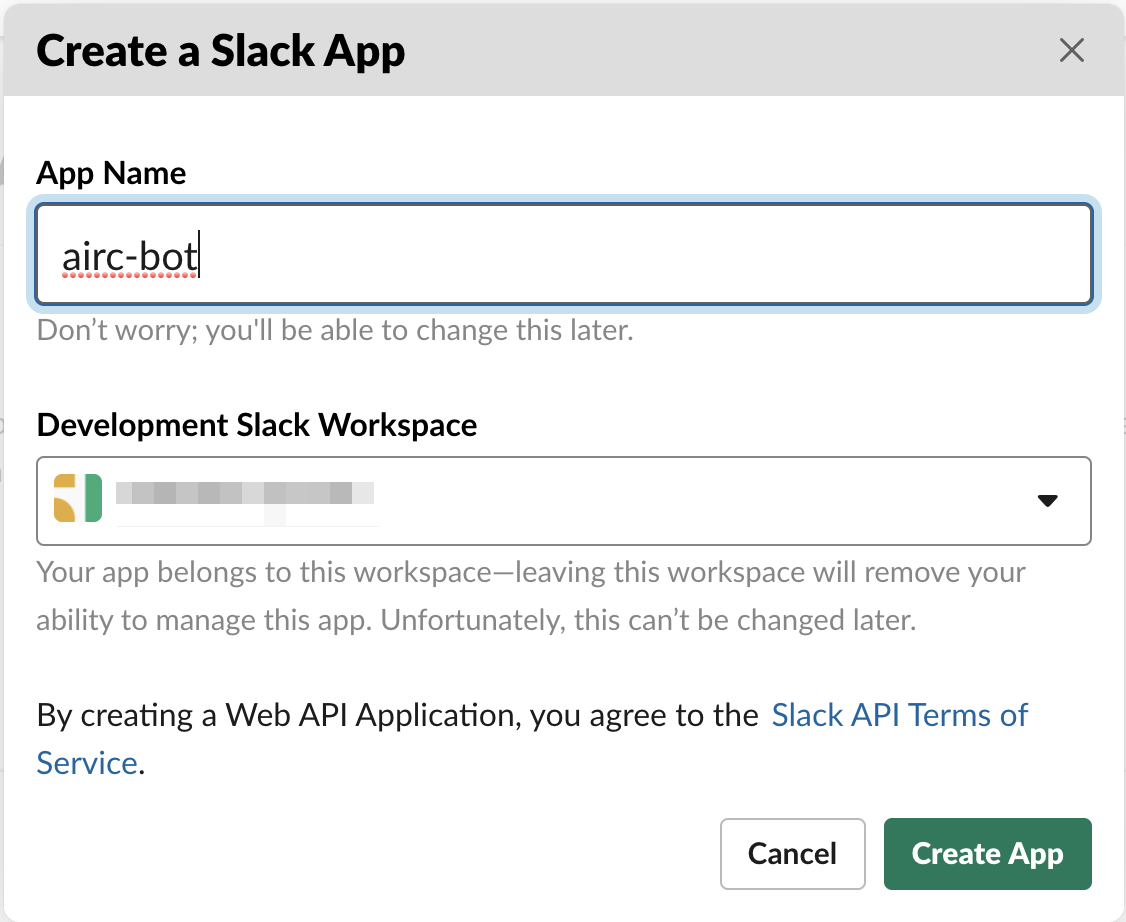 Create a Slack App
App Name
airc-bot
Don’t worry; you'll be able to change this later.
Development Slack Workspace
Your app belongs to this workspace—leaving this workspace will remove your
ability to manage this app. Unfortunately, this can’t be changed later.
By creating a Web API Application, you agree to the Slack API Terms of
Service.
Cancel
Create App